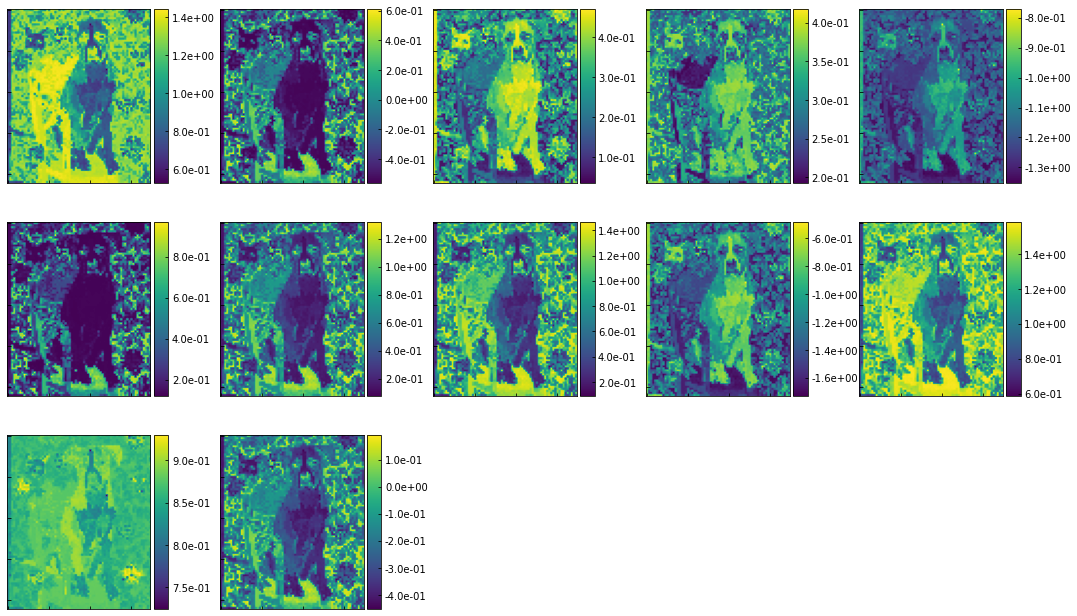 1.4e+00
1.2e+00
1.0e+00
8.0e-01
6.0e-01
6.0e-01
4.0e-01
2.0e-01
0.0e+00
-2.0e-01
-4.0e-01
4.0e-01
3.0e-01
2.0e-01
1.0e-01
4.0e-01
3.5e-01
3.0e-01
2.5e-01
2.0e-01
-8.0e-01
-9.0e-01
-1.0e+00
-1.1e+00
-1.2e+00
-1.3e+00
8.0e-01
6.0e-01
4.0e-01
2.0e-01
1.2e+00
1.0e+00
8.0e-01
6.0e-01
4.0e-01
2.0e-01
1.4e+00
1.2e+00
1.0e+00
8.0e-01
6.0e-01
4.0e-01
2.0e-01
-6.0e-01
-8.0e-01
-1.0e+00
-1.2e+00
-1.4e+00
-1.6e+00
1.4e+00
1.2e+00
1.0e+00
8.0e-01
6.0e-01
9.0e-01
8.5e-01
8.0e-01
7.5e-01
1.0e-01
0.0e+00
-1.0e-01
-2.0e-01
-3.0e-01
-4.0e-01